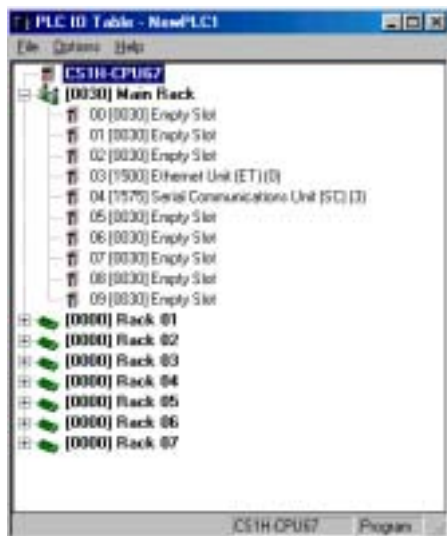 PLC IO Table - NewPLC1
File Options Help
CS1H-CPU67
[0030] Main Rack
00 [0030] Empty Slot
01 [0030] Empty Slot
02 [0030] Empty Slot
03 [1500] Ethernet Unit (ET) (0)
04 [1575] Serial Communications Unit (SC) (3)
05 [0030] Empty Slot
06 [0030] Empty Slot
07 [0030] Empty Slot
08 [0030] Empty Slot
09 [0030] Empty Slot
[0000] Rack 01
[0000] Rack 02
[0000] Rack 03
[0000] Rack 04
[0000] Rack 05
[0000] Rack 06
[0000] Rack 07
CS1H-CPU67 Program